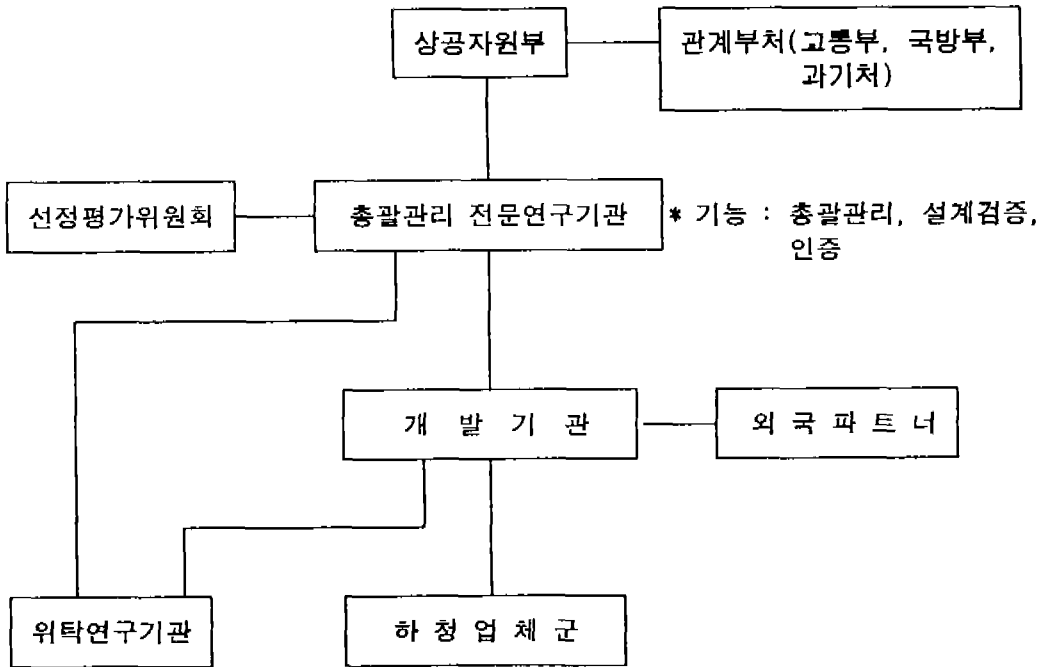 상공자원부
관계부처(교통부, 국방부,
과기처)
선정평가위원회
총괄관리 전문연구기관
* 기능 : 총괄관리, 설계검증,
인증
개 발 기 관
외 국 파 트 너
위탁연구기관
하 청 업 체 군